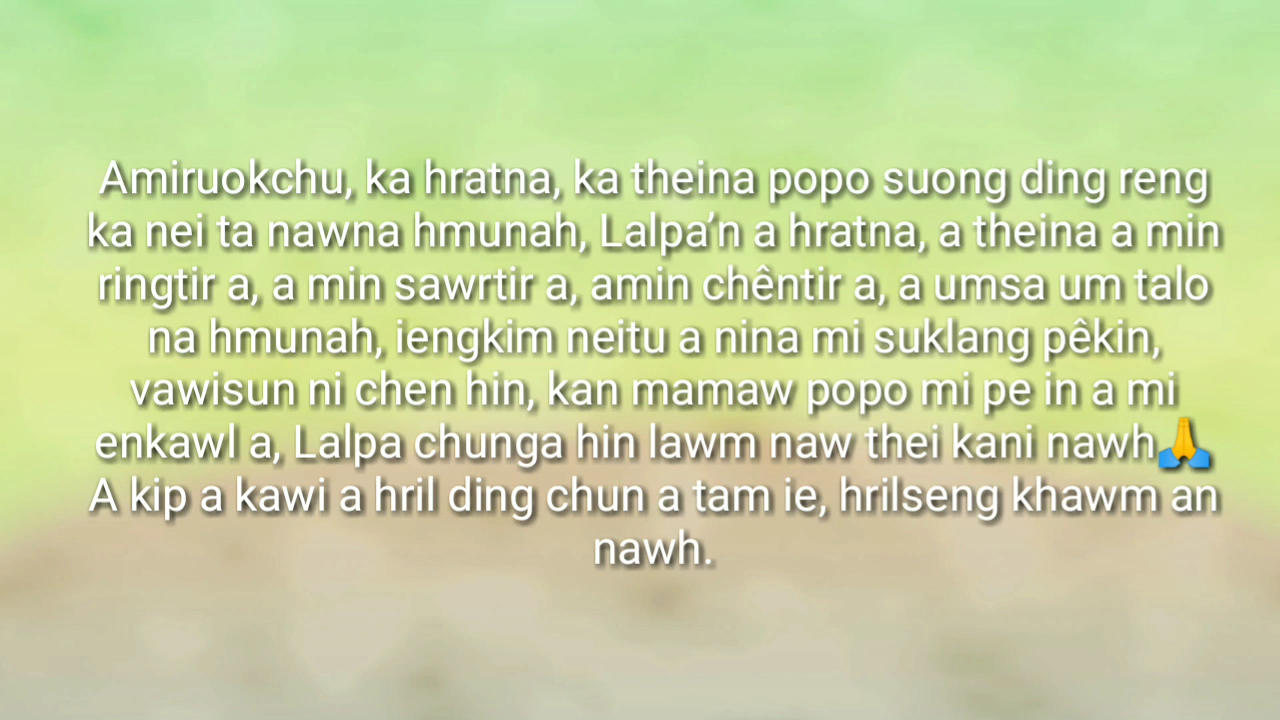 Amiruokchu, ka hratna, ka theina popo suong ding reng
ka nei ta nawna hmunah, Lalpa’n a hratna, a theina a min
ringtir a, a min sawrtir a, amin chêntir a, a umsa um talo
na hmunah, iengkim neitu a nina mi suklang pêkin,
vawisun ni chen hin, kan mamaw popo mi pe in a mi
enkawl a, Lalpa chunga hin lawm naw thei kani nawh🙏
A kip a kawi a hril ding chun a tam ie, hrilseng khawm an
nawh.